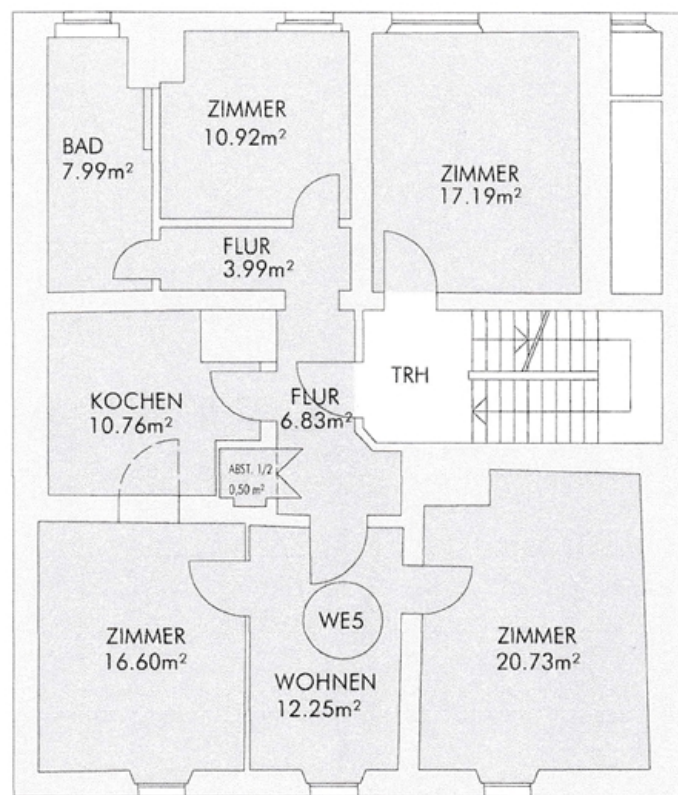 ZIMMER
10.92m²
BAD
7.99m²
ZIMMER
17.19m²
FLUR
3.99m²
TRH
KOCHEN
10.76m²
FLUR
6.83m²
ABST. 1/2
0,50 m²
WE5
ZIMMER
16.60m²
ZIMMER
20.73m²
WOHNEN
12.25m²